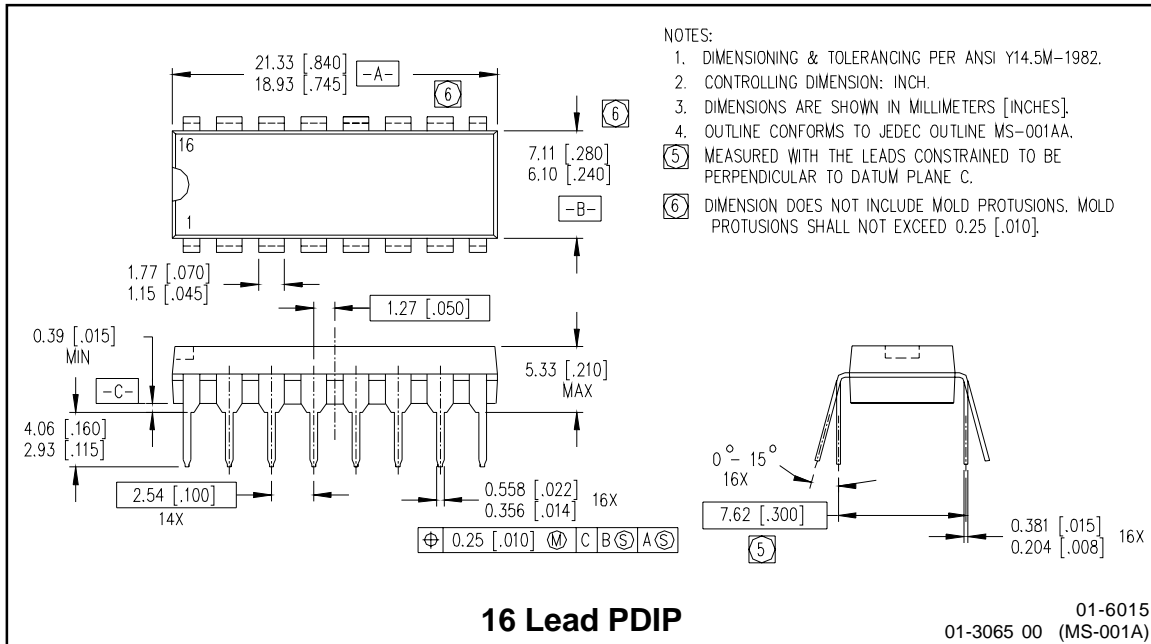 21.33 [.840]
18.93 [.745]
-A-
6
6
16
1
7.11 [.280]
6.10 [.240]
-B-
NOTES:
1. DIMENSIONING & TOLERANCING PER ANSI Y14.5M-1982.
2. CONTROLLING DIMENSION: INCH.
3. DIMENSIONS ARE SHOWN IN MILLIMETERS [INCHES].
4. OUTLINE CONFORMS TO JEDEC OUTLINE MS-001AA.
5 MEASURED WITH THE LEADS CONSTRAINED TO BE
PERPENDICULAR TO DATUM PLANE C.
6 DIMENSION DOES NOT INCLUDE MOLD PROTUSIONS. MOLD
PROTUSIONS SHALL NOT EXCEED 0.25 [.010].
1.77 [.070]
1.15 [.045]
1.27 [.050]
0.39 [.015]
MIN
-C-
5.33 [.210]
MAX
4.06 [.160]
2.93 [.115]
2.54 [.100]
14X
0.558 [.022]
0.356 [.014]
16X
⌖ 0.25 [.010] Ⓜ C B Ⓢ A Ⓢ
0° - 15°
16X
7.62 [.300]
5
0.381 [.015]
0.204 [.008]
16X
16 Lead PDIP
01-6015
01-3065 00 (MS-001A)